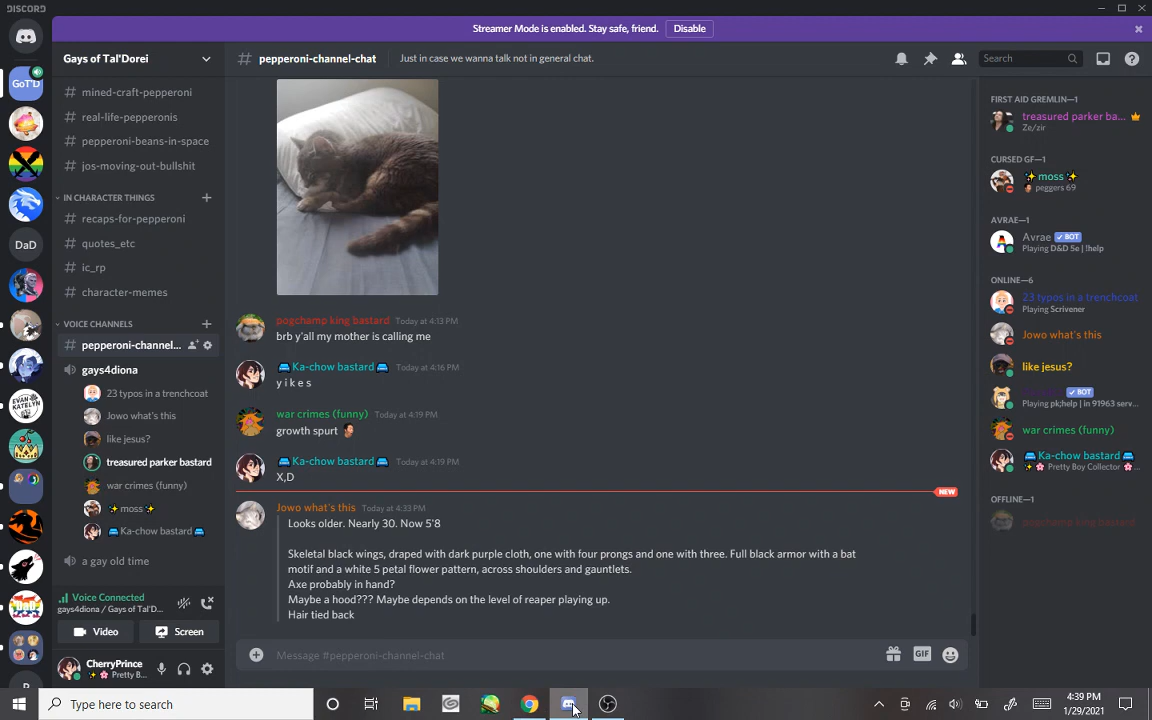 DISCORD
Streamer Mode is enabled. Stay safe, friend.
Disable
GoT'D
DaD
EVAN
KATELYN
Gays of Tal'Dorei
# mined-craft-pepperoni
# real-life-pepperonis
# pepperoni-beans-in-space
# jos-moving-out-bullshit
IN CHARACTER THINGS
# recaps-for-pepperoni
# quotes_etc
# ic_rp
# character-memes
VOICE CHANNELS
# pepperoni-channel...
gays4diona
23 typos in a trenchcoat
Jowo what's this
like jesus?
treasured parker bastard
war crimes (funny)
✨ moss ✨
🚘 Ka-chow bastard 🚘
a gay old time
Voice Connected
gays4diona / Gays of Tal'D...
Video
Screen
CherryPrince
✨ 🌸 Pretty B...
# pepperoni-channel-chat
Just in case we wanna talk not in general chat.
Search
pogchamp king bastard Today at 4:13 PM
brb y'all my mother is calling me
🚘 Ka-chow bastard 🚘 Today at 4:16 PM
y i k e s
war crimes (funny) Today at 4:19 PM
growth spurt
🚘 Ka-chow bastard 🚘 Today at 4:19 PM
X,D
NEW
Jowo what's this Today at 4:33 PM
Looks older. Nearly 30. Now 5'8
Skeletal black wings, draped with dark purple cloth, one with four prongs and one with three. Full black armor with a bat
motif and a white 5 petal flower pattern, across shoulders and gauntlets.
Axe probably in hand?
Maybe a hood??? Maybe depends on the level of reaper playing up.
Hair tied back
Message #pepperoni-channel-chat
GIF
FIRST AID GREMLIN—1
treasured parker ba...
Ze/zir
CURSED GF—1
✨ moss ✨
peggers 69
AVRAE—1
Avrae ✓ BOT
Playing D&D 5e | !help
ONLINE—6
23 typos in a trenchcoat
Playing Scrivener
Jowo what's this
like jesus?
✓ BOT
Playing pk;help | in 91963 serv...
war crimes (funny)
🚘 Ka-chow bastard 🚘
✨ 🌸 Pretty Boy Collector 🌸...
OFFLINE—1
pogchamp king bastard
Type here to search
4:39 PM
1/29/2021